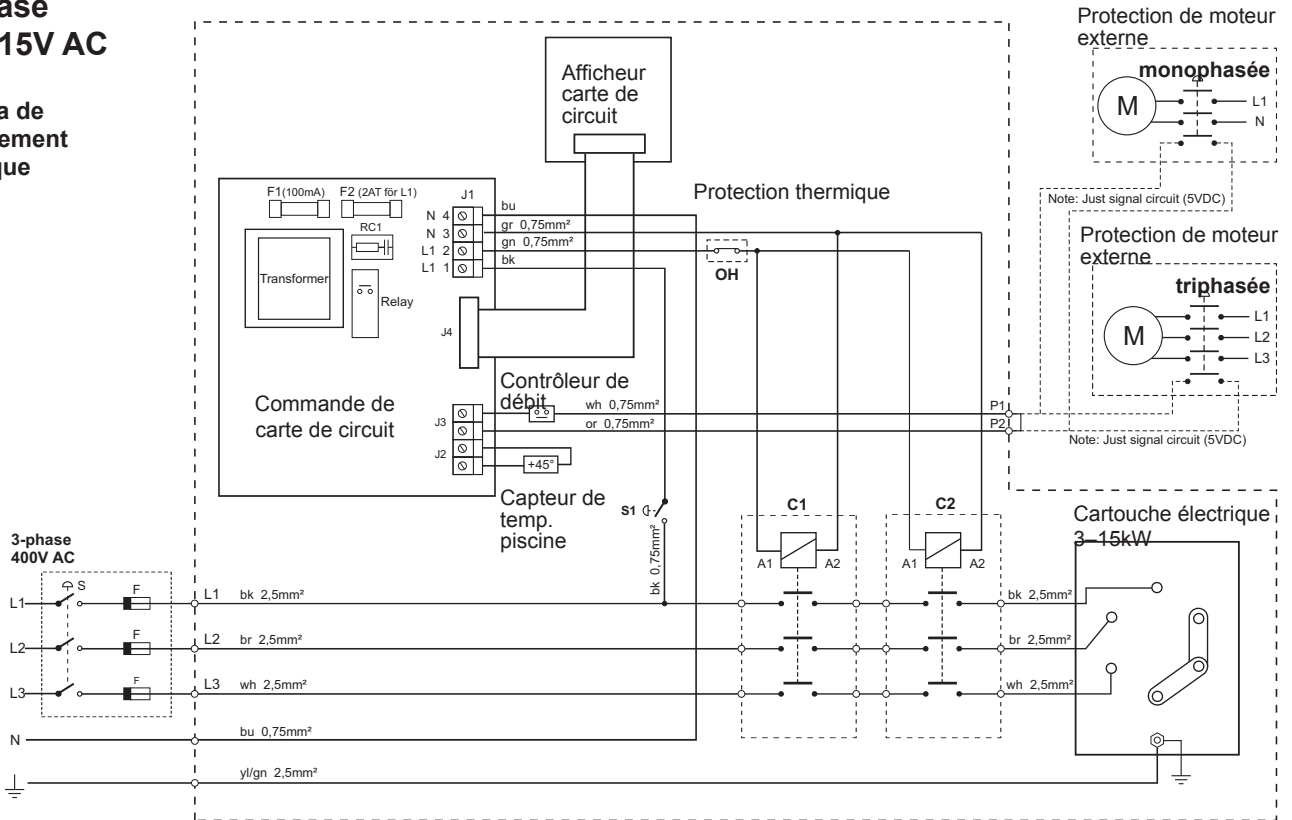 ase
15V AC
a de
ement
que
Protection de moteur
externe
monophasée
M
L1
N
Note: Just signal circuit (5VDC)
Afficheur
carte de
circuit
Protection thermique
Protection de moteur
externe
triphasée
M
L1
L2
L3
Note: Just signal circuit (5VDC)
F1(100mA)
F2 (2AT för L1)
J1
RC1
N 4
N 3
L1 2
L1 1
bu
gr 0,75mm²
gn 0,75mm²
bk
OH
Transformer
Relay
J4
Commande de
carte de circuit
Contrôleur de
débit
J3
J2
wh 0,75mm²
or 0,75mm²
P1
P2
+45°
Capteur de
temp.
piscine
S1
bk 0,75mm²
C1
C2
A1
A2
A1
A2
Cartouche électrique
3–15kW
3-phase
400V AC
S
F
L1
L1
bk 2,5mm²
bk 2,5mm²
F
L2
L2
br 2,5mm²
br 2,5mm²
F
L3
L3
wh 2,5mm²
wh 2,5mm²
N
bu 0,75mm²
yl/gn 2,5mm²